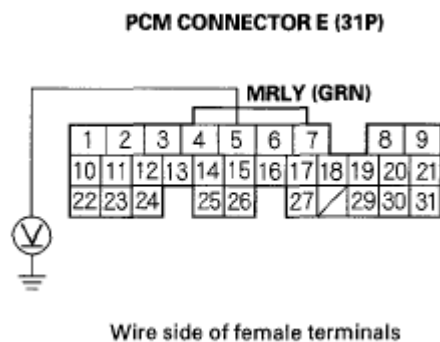 PCM CONNECTOR E (31P)
MRLY (GRN)
1 2 3 4 5 6 7 8 9
10 11 12 13 14 15 16 17 18 19 20 21
22 23 24 25 26 27 29 30 31
V
Wire side of female terminals